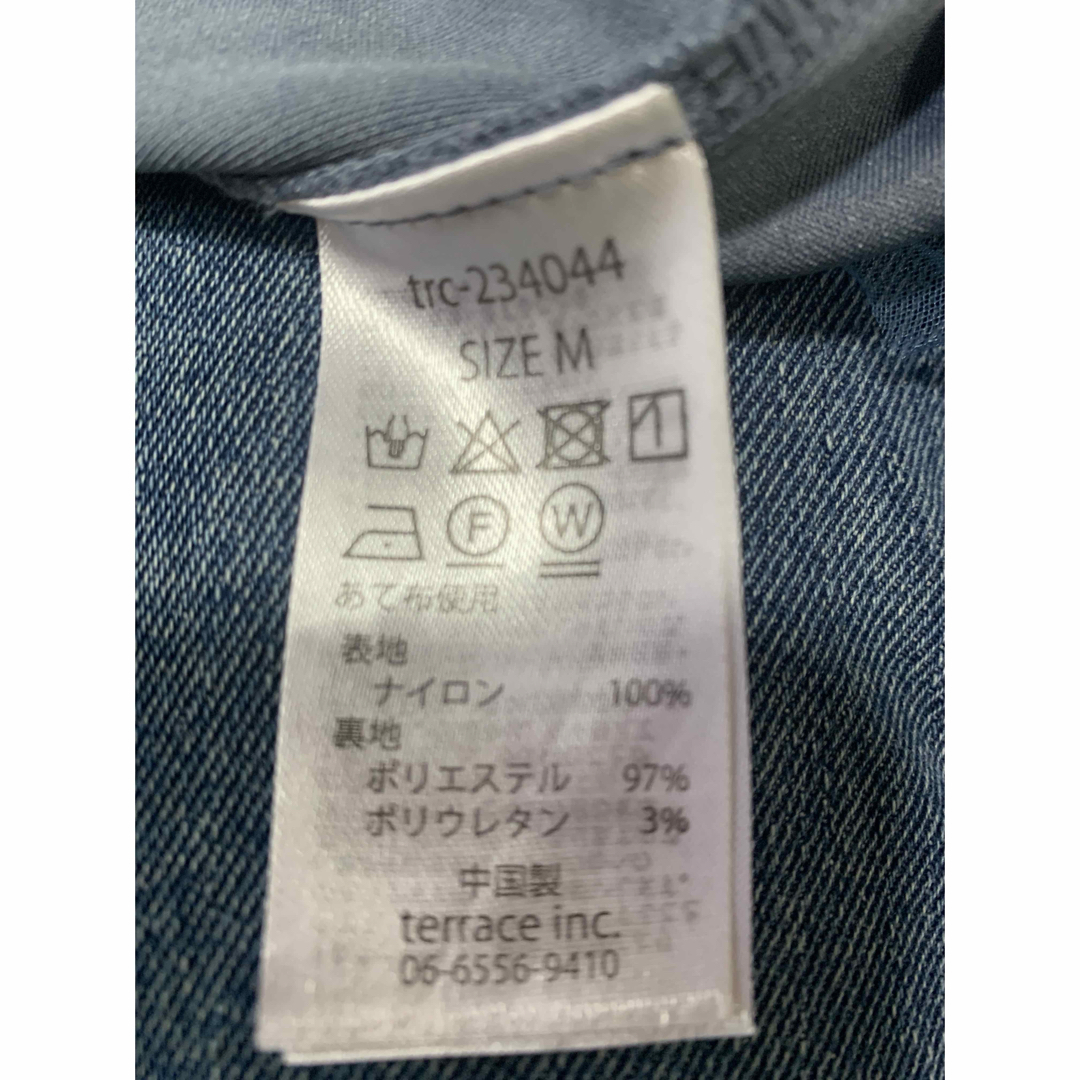 trc-234044
SIZE M
F W
あて布使用
表地
ナイロン 100%
裏地
ポリエステル 97%
ポリウレタン 3%
中国製
terrace inc.
06-6556-9410